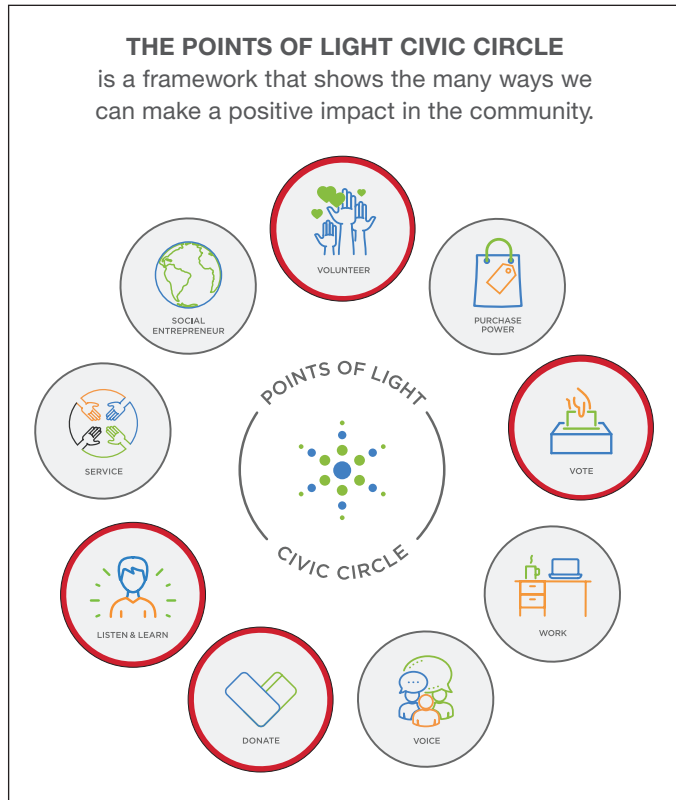 THE POINTS OF LIGHT CIVIC CIRCLE
is a framework that shows the many ways we
can make a positive impact in the community.
VOLUNTEER
SOCIAL
ENTREPRENEUR
PURCHASE
POWER
POINTS OF LIGHT
SERVICE
VOTE
CIVIC CIRCLE
LISTEN & LEARN
WORK
DONATE
VOICE